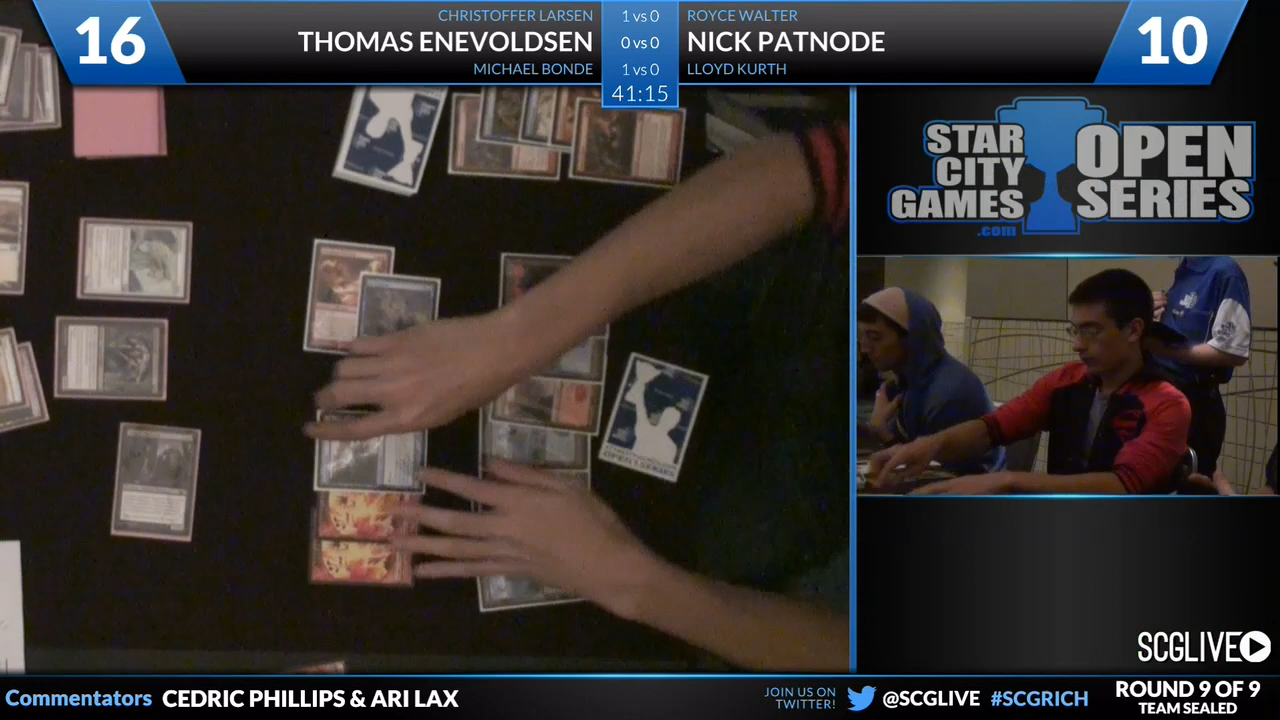 16
CHRISTOFFER LARSEN
THOMAS ENEVOLDSEN
MICHAEL BONDE
1 vs 0
0 vs 0
1 vs 0
41:15
ROYCE WALTER
NICK PATNODE
LLOYD KURTH
10
STAR CITY GAMES .com
OPEN SERIES
OPEN SERIES
SCGLIVE
Commentators CEDRIC PHILLIPS & ARI LAX
JOIN US ON TWITTER!
@SCGLIVE #SCGRICH
ROUND 9 OF 9
TEAM SEALED